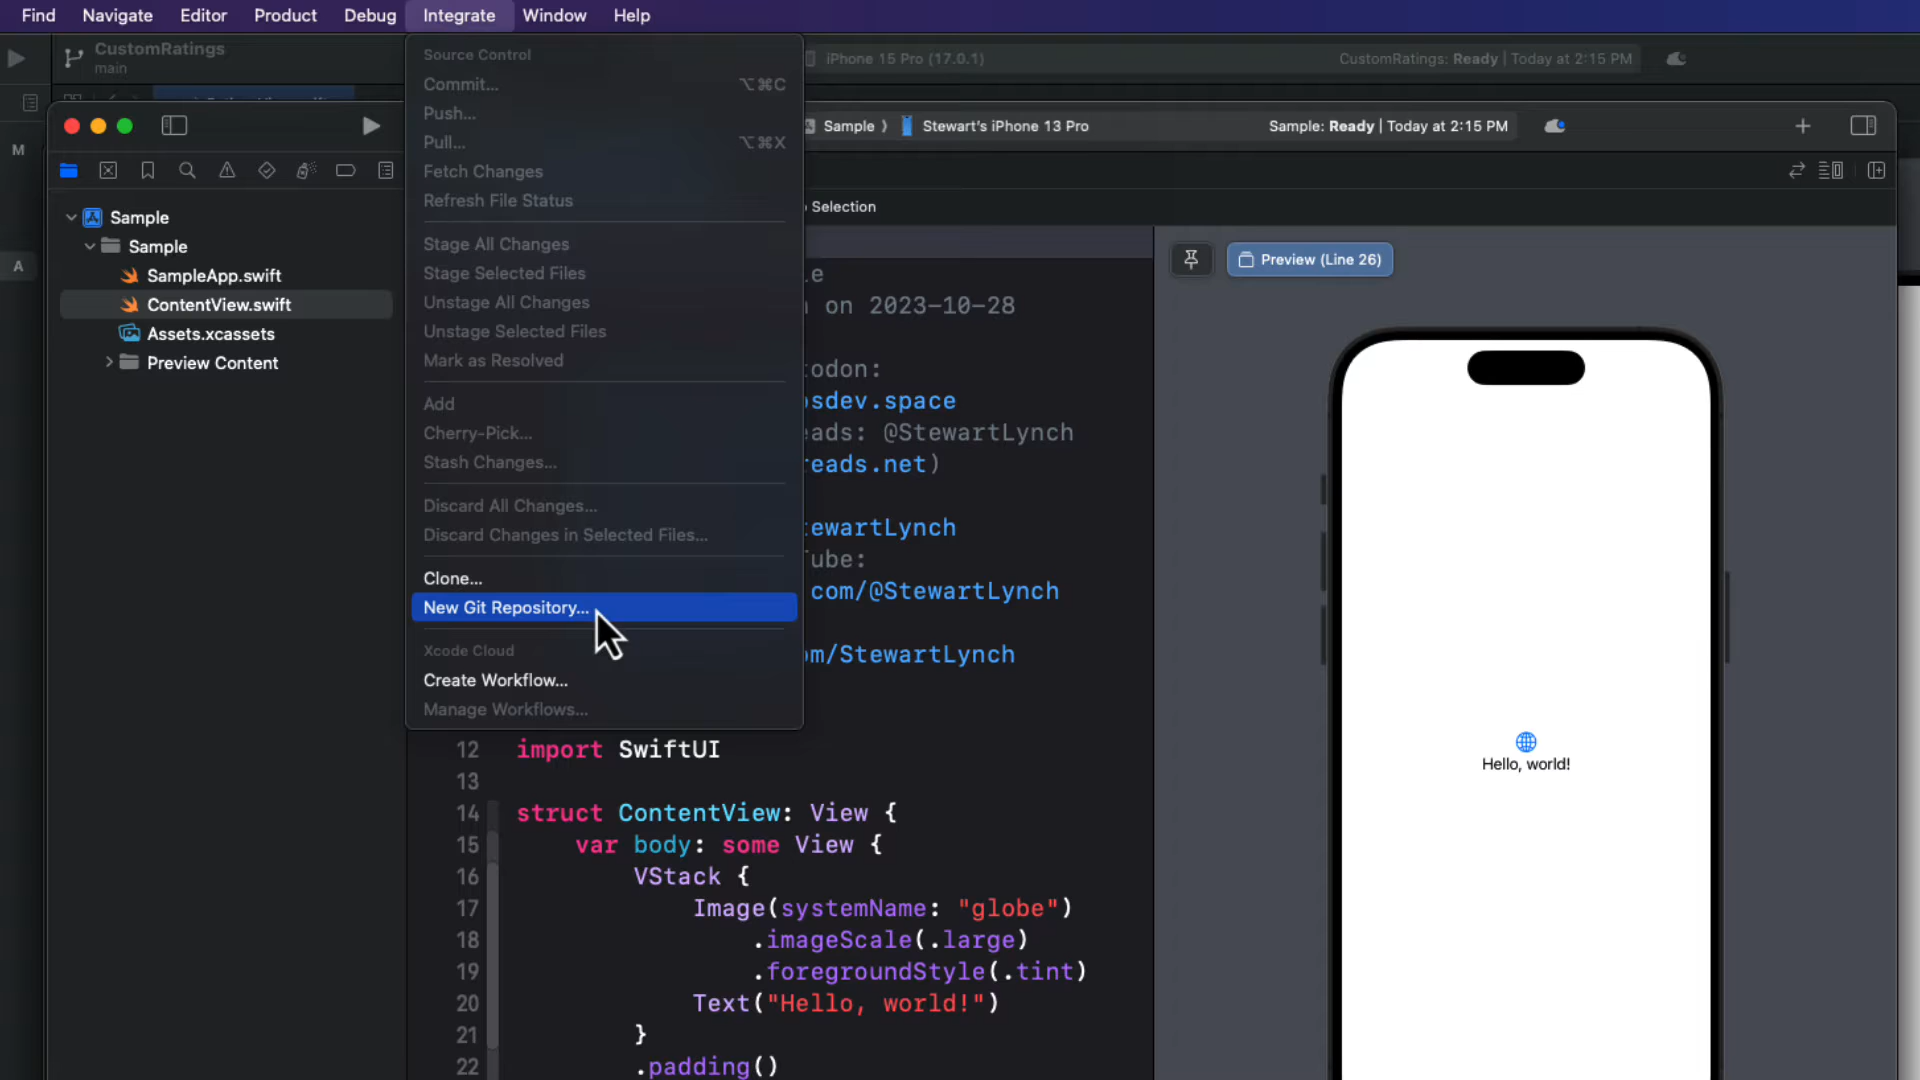 Find Navigate Editor Product Debug Integrate Window Help
CustomRatings
main
iPhone 15 Pro (17.0.1)
CustomRatings: Ready | Today at 2:15 PM
Source Control
Commit... ⌥⌘C
Push...
Pull... ⌥⌘X
Fetch Changes
Refresh File Status
Stage All Changes
Stage Selected Files
Unstage All Changes
Unstage Selected Files
Mark as Resolved
Add
Cherry-Pick...
Stash Changes...
Discard All Changes...
Discard Changes in Selected Files...
Clone...
New Git Repository...
Xcode Cloud
Create Workflow...
Manage Workflows...
M
A
Sample 〉 Stewart's iPhone 13 Pro
Sample: Ready | Today at 2:15 PM
Sample
Sample
SampleApp.swift
ContentView.swift
Assets.xcassets
Preview Content
Selection
on 2023-10-28
odon:
sdev.space
eads: @StewartLynch
reads.net)
tewartLynch
ube:
com/@StewartLynch
om/StewartLynch
12 import SwiftUI
13
14 struct ContentView: View {
15 var body: some View {
16 VStack {
17 Image(systemName: "globe")
18 .imageScale(.large)
19 .foregroundStyle(.tint)
20 Text("Hello, world!")
21 }
22 .padding()
Preview (Line 26)
Hello, world!